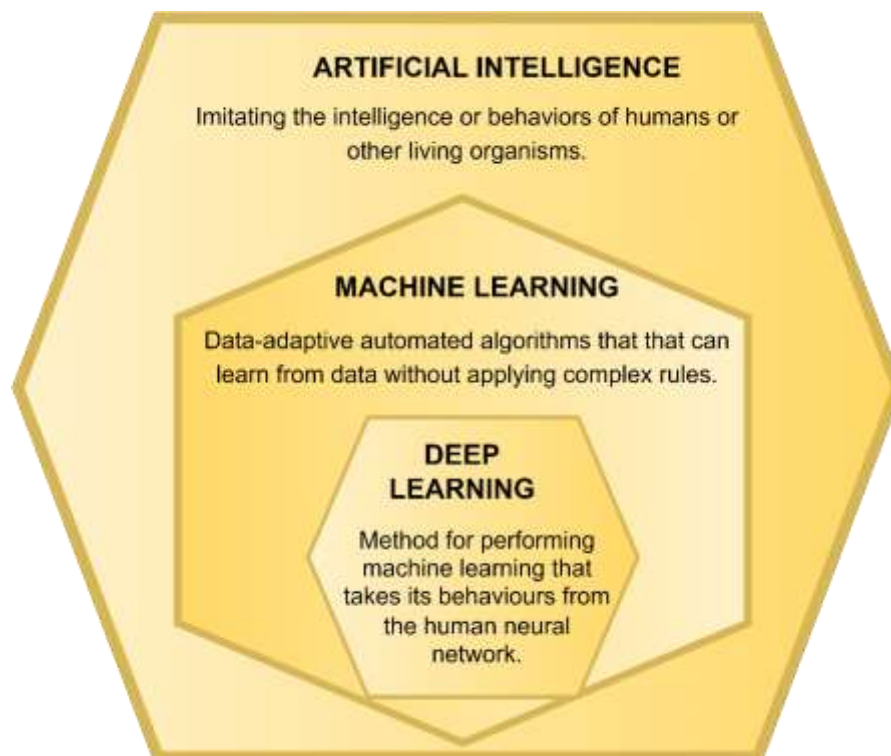 ARTIFICIAL INTELLIGENCE
Imitating the intelligence or behaviors of humans or
other living organisms.
MACHINE LEARNING
Data-adaptive automated algorithms that that can
learn from data without applying complex rules.
DEEP
LEARNING
Method for performing
machine learning that
takes its behaviours from
the human neural
network.